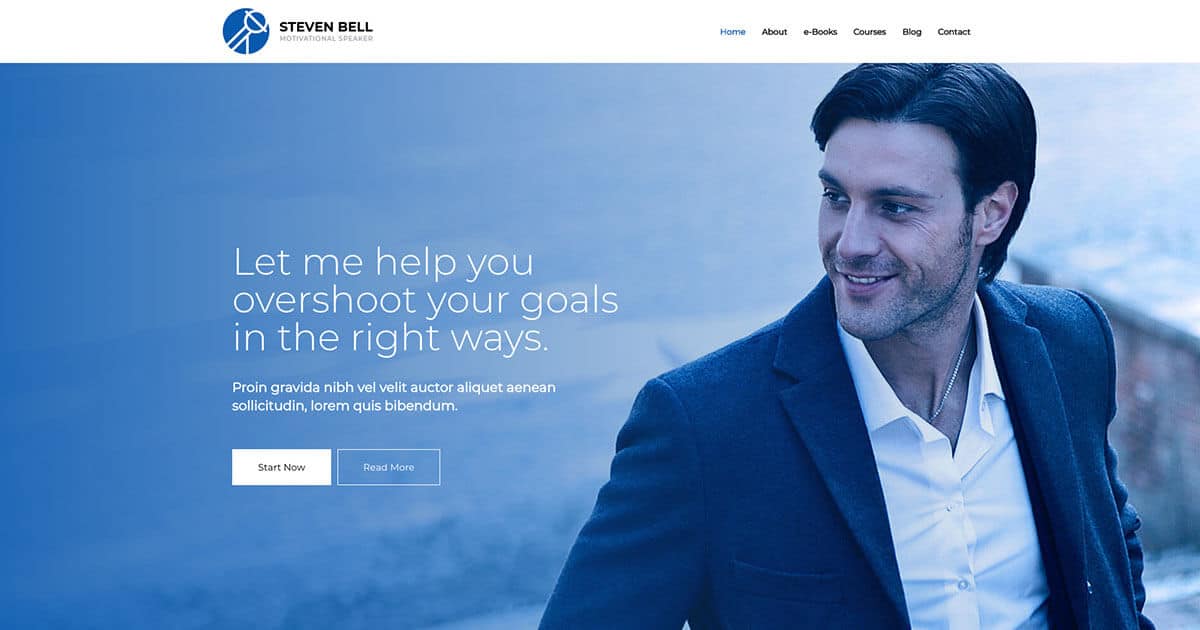 STEVEN BELL
MOTIVATIONAL SPEAKER
Home About e-Books Courses Blog Contact
Let me help you
overshoot your goals
in the right ways.
Proin gravida nibh vel velit auctor aliquet aenean
sollicitudin, lorem quis bibendum.
Start Now Read More